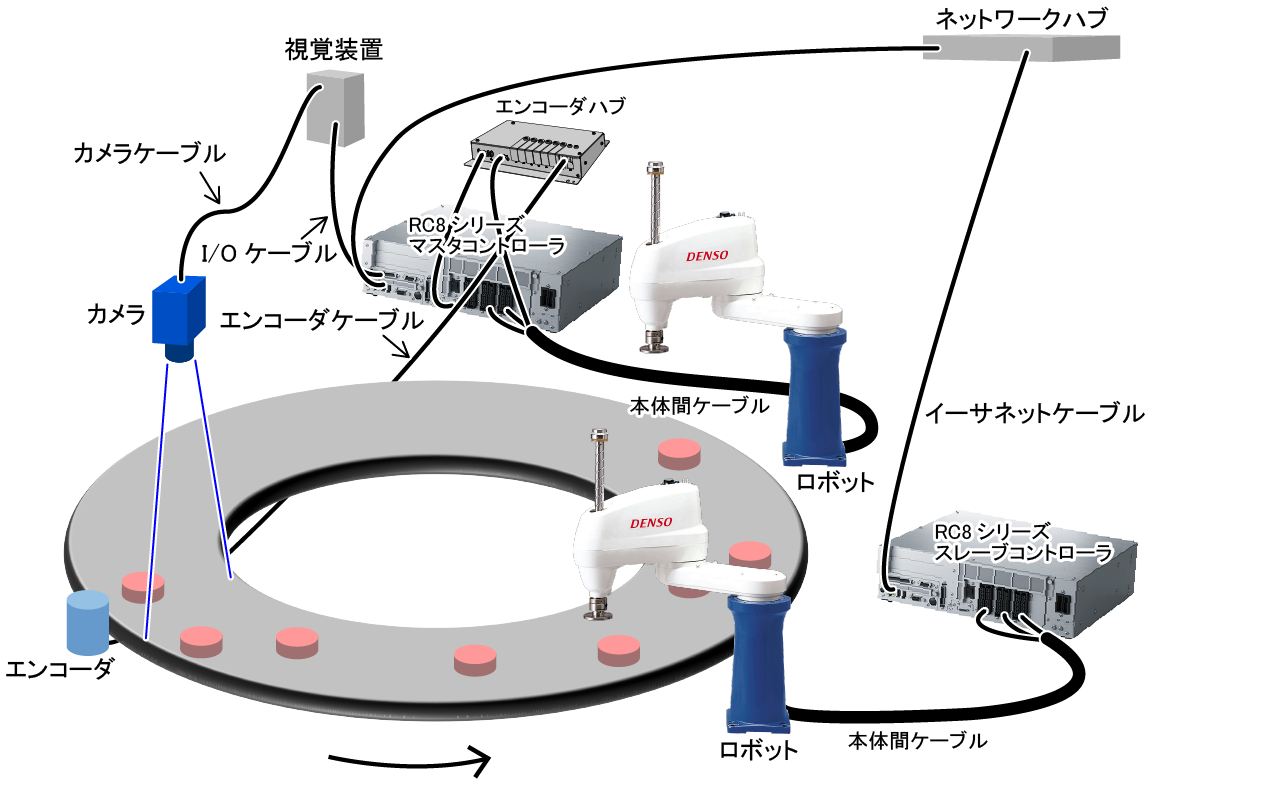 ネットワークハブ
視覚装置
エンコーダハブ
カメラケーブル
RC8 シリーズ
マスタコントローラ
I/O ケーブル
DENSO
カメラ
エンコーダケーブル
本体間ケーブル
イーサネットケーブル
ロボット
DENSO
RC8 シリーズ
スレーブコントローラ
エンコーダ
ロボット
本体間ケーブル